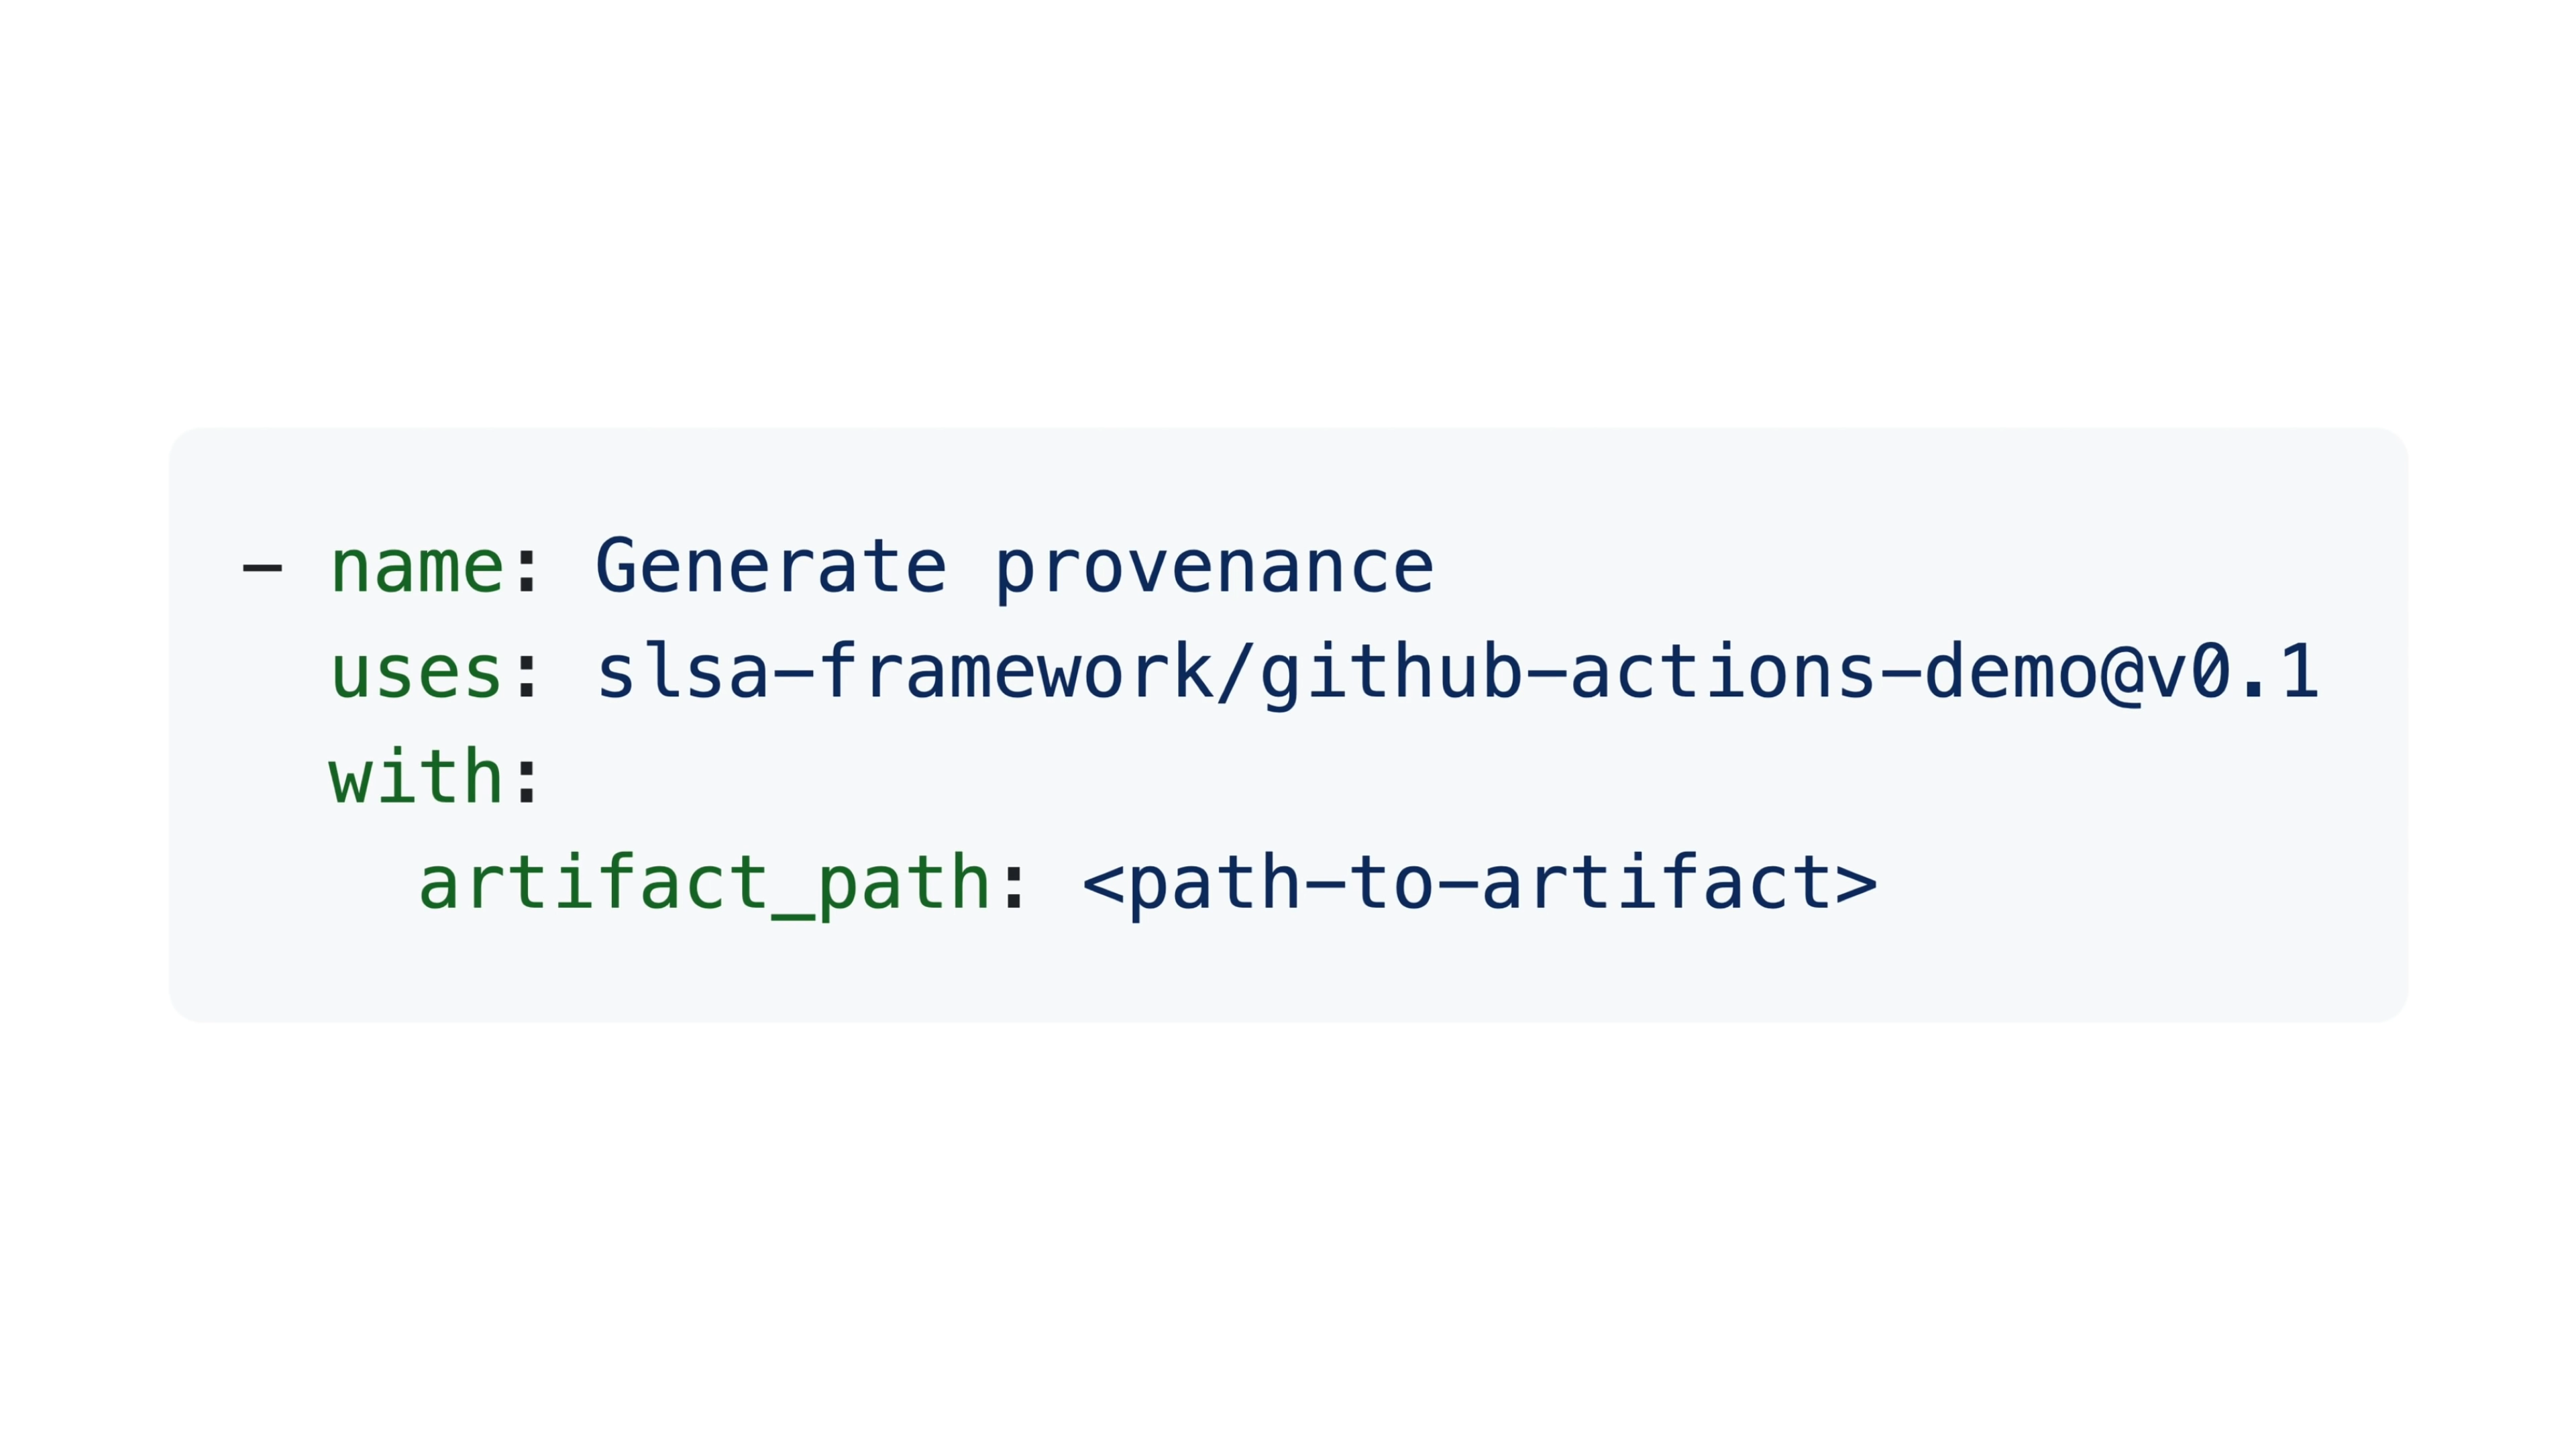 - name: Generate provenance
  uses: slsa-framework/github-actions-demo@v0.1
  with:
    artifact_path: <path-to-artifact>